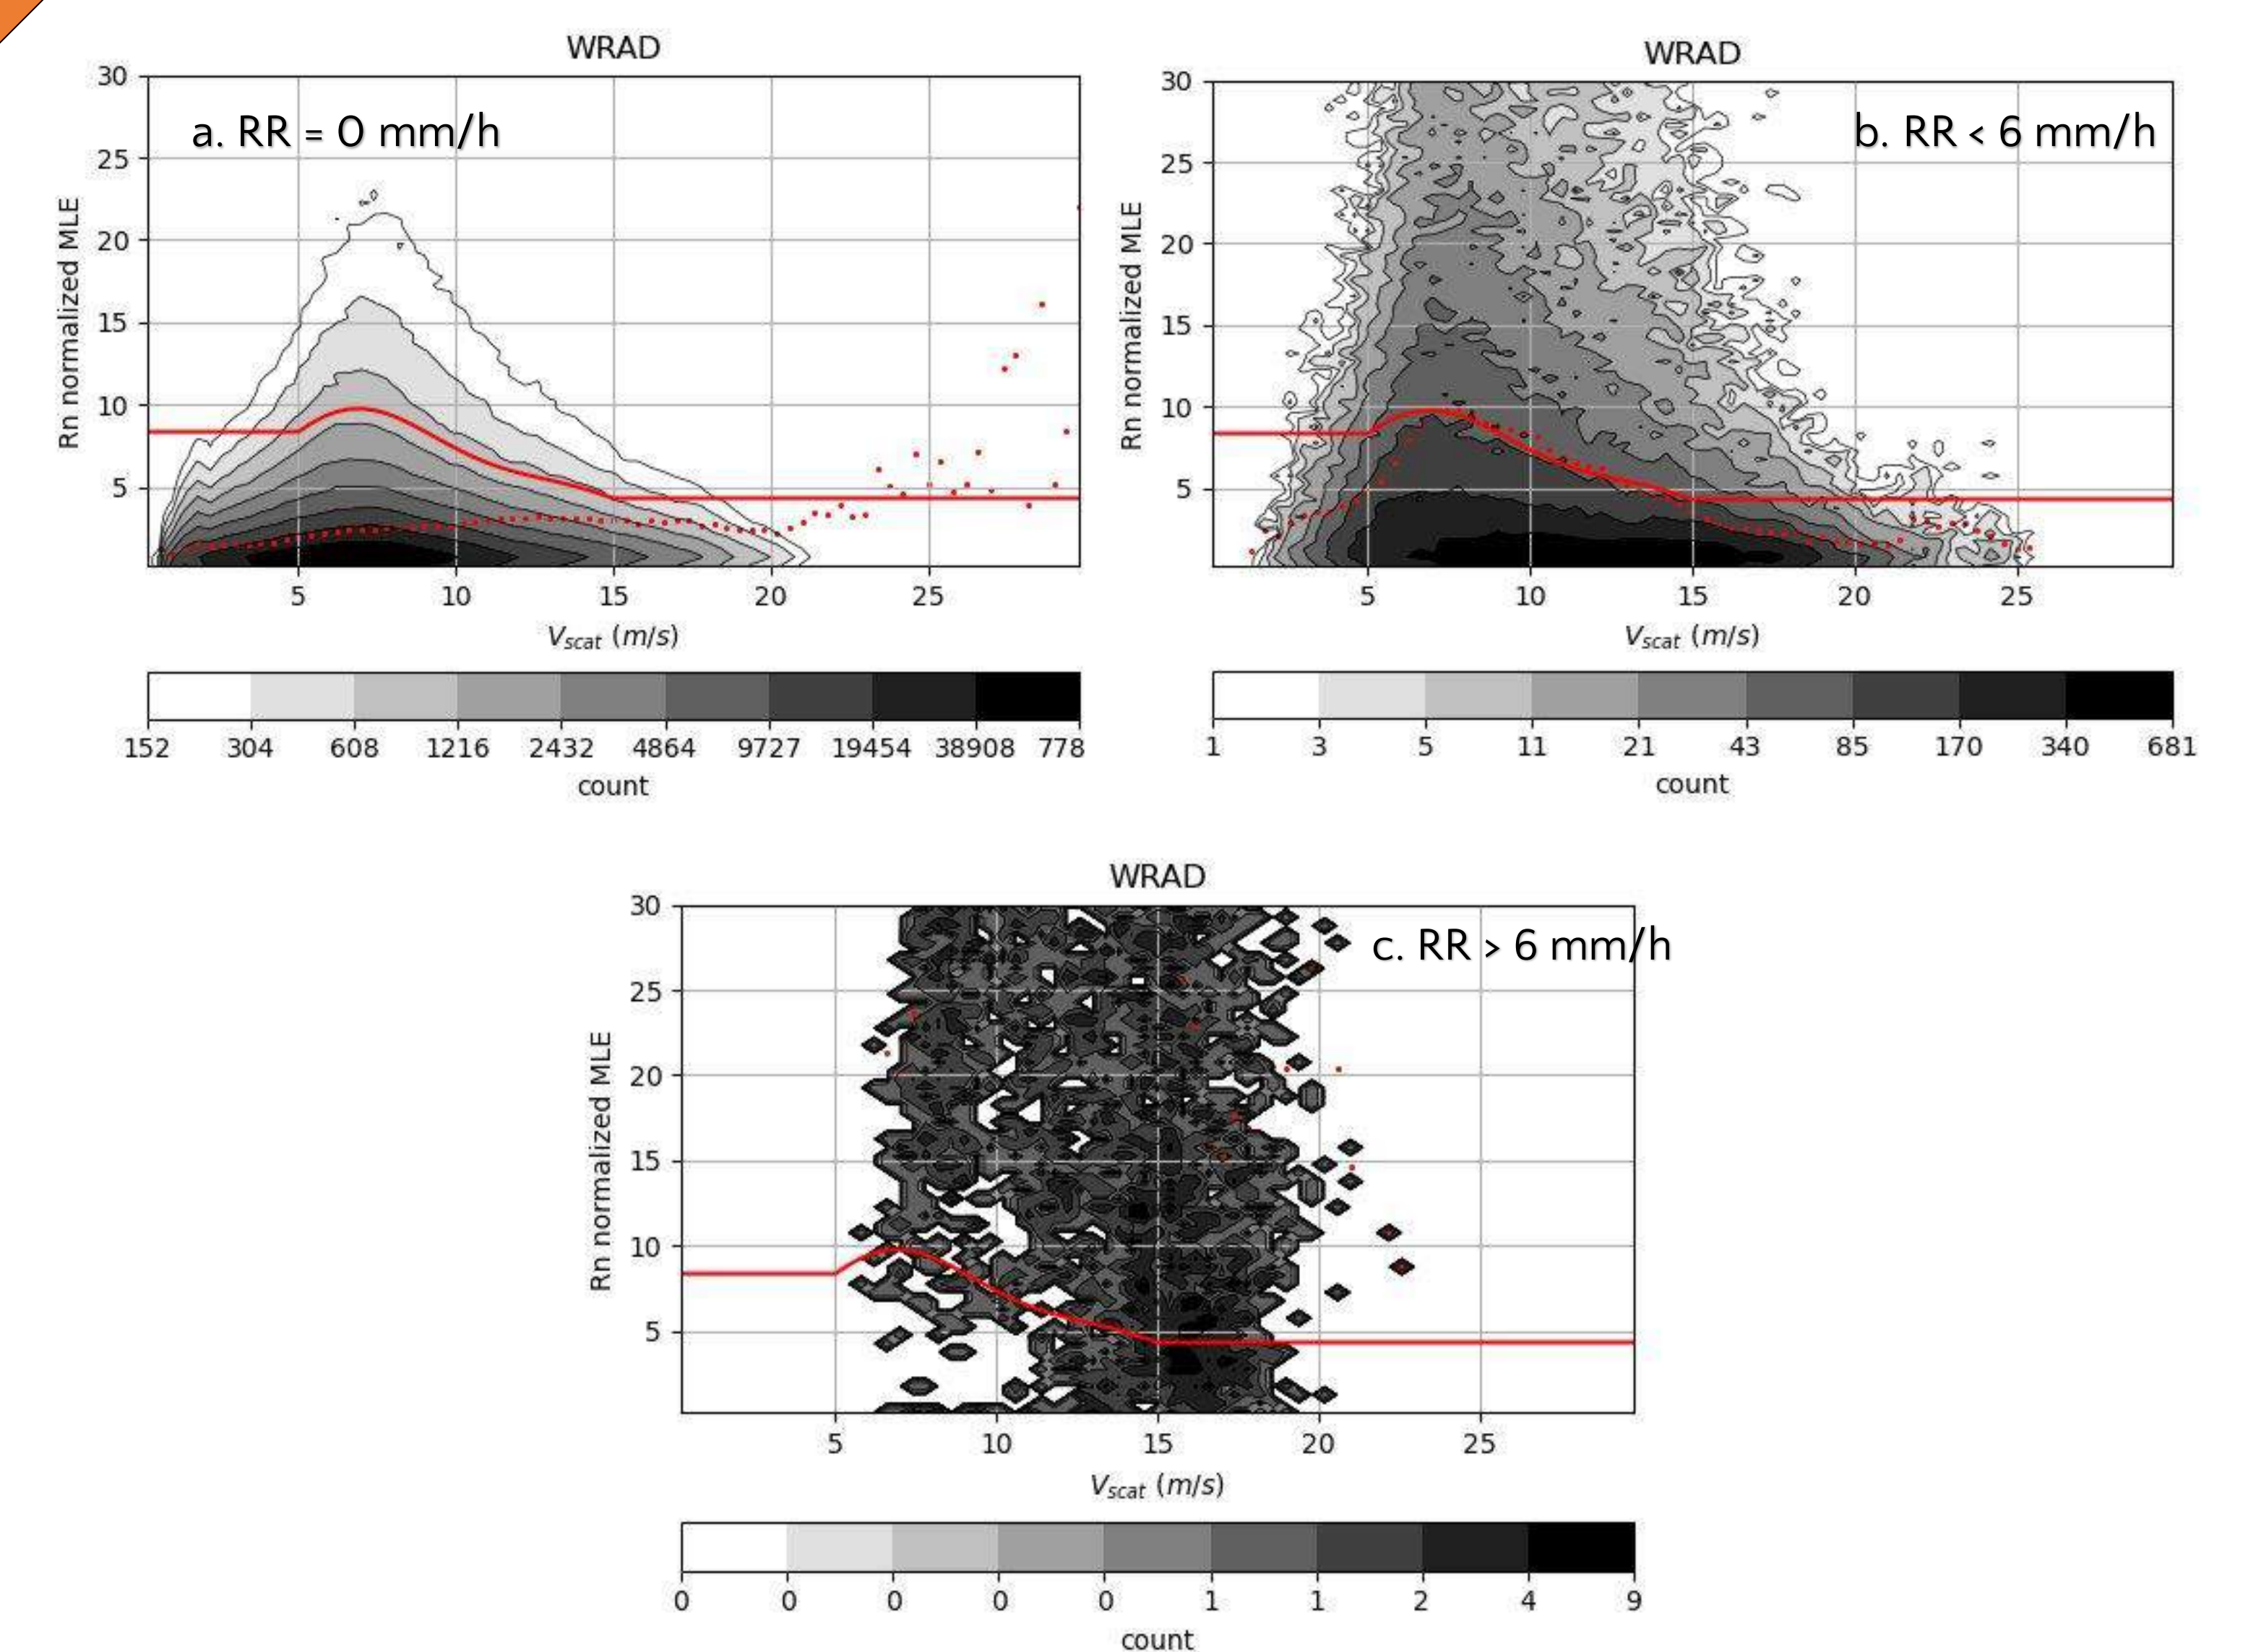 WRAD
a. RR = 0 mm/h
Rn normalized MLE
30
25
20
15
10
5
5 10 15 20 25
V_scat (m/s)
152 304 608 1216 2432 4864 9727 19454 38908 778
count
WRAD
b. RR < 6 mm/h
Rn normalized MLE
30
25
20
15
10
5
5 10 15 20 25
V_scat (m/s)
1 3 5 11 21 43 85 170 340 681
count
WRAD
c. RR > 6 mm/h
Rn normalized MLE
30
25
20
15
10
5
5 10 15 20 25
V_scat (m/s)
0 0 0 0 0 1 1 2 4 9
count